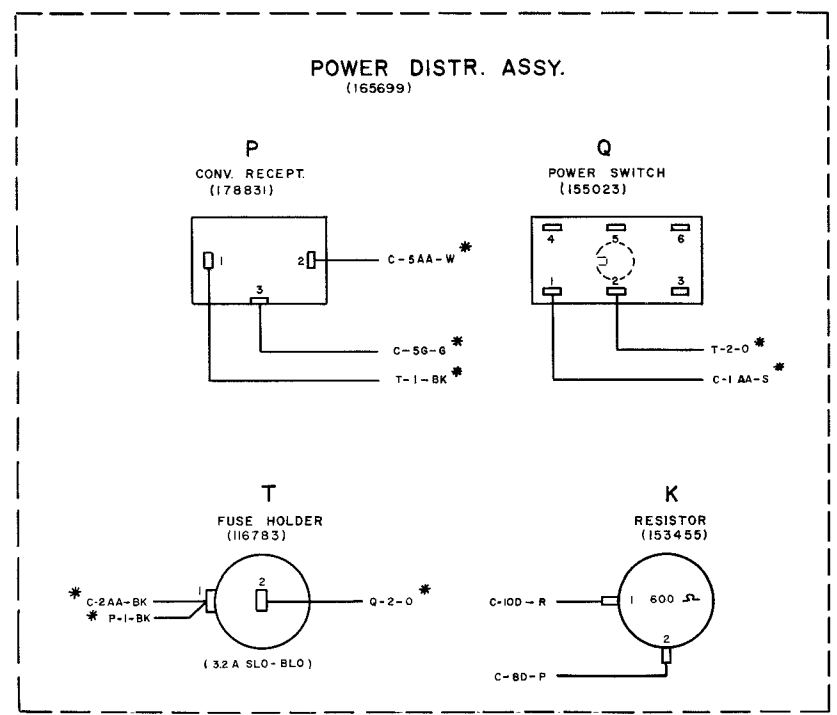 POWER DISTR. ASSY.
(165699)
P
CONV. RECEPT.
(178831)
1
2
3
C-5AA-W *
C-5G-G *
T-1-BK *
Q
POWER SWITCH
(155023)
4
5
6
1
2
3
T-2-O *
C-1AA-S *
T
FUSE HOLDER
(116783)
1
2
* C-2AA-BK
* P-1-BK
Q-2-O *
(3.2 A SLO-BLO)
K
RESISTOR
(153455)
C-10D-R
1
600 Ω
2
C-8D-P